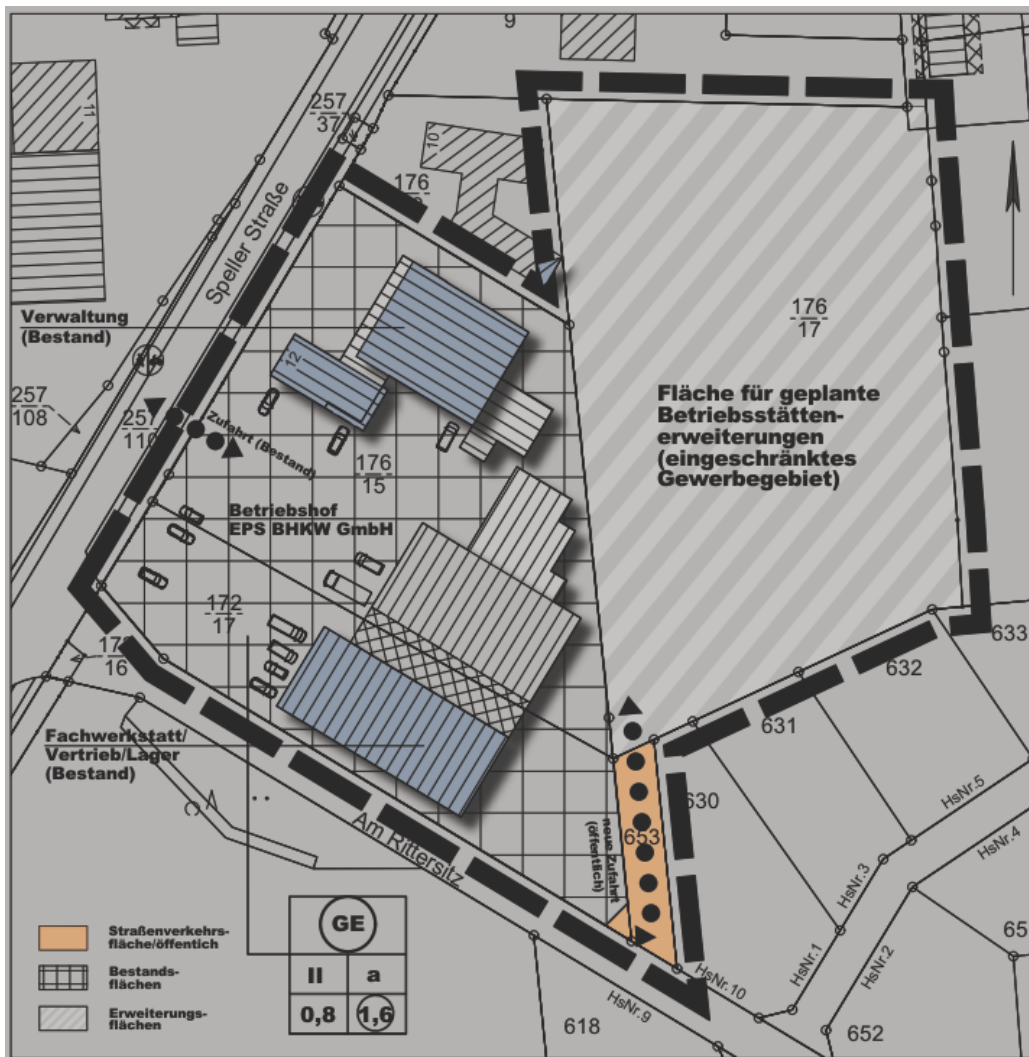 9
11
257
37
10
176
Speller Straße
176
17
Verwaltung
(Bestand)
12
257
108
257
110
Zufahrt (Bestand)
176
15
Fläche für geplante
Betriebsstätten-
erweiterungen
(eingeschränktes
Gewerbegebiet)
Betriebshof
EPS BHKW GmbH
172
17
16
633
632
631
630
Fachwerkstatt/
Vertrieb/Lager
(Bestand)
Am Rittersitz
neue Zufahrt
(öffentlich)
653
HsNr.5
HsNr.4
HsNr.3
HsNr.1
HsNr.2
HsNr.10
HsNr.9
618
652
Straßenverkehrs-
fläche/öffentich
Bestands-
flächen
Erweiterungs-
flächen
GE
II
a
0,8
1,6